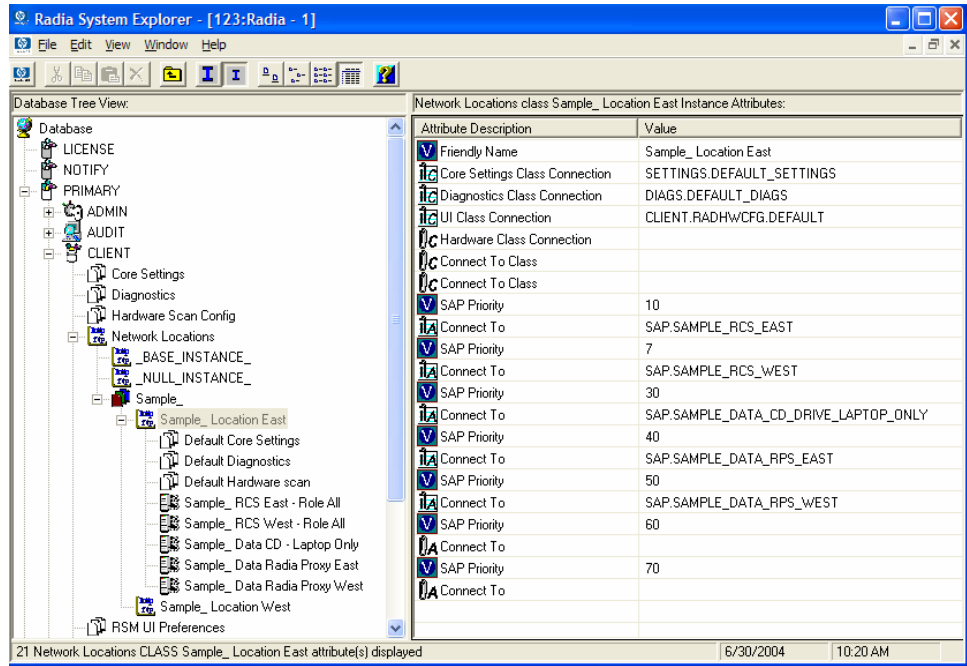 Radia System Explorer - [123:Radia - 1]
File Edit View Window Help
Database Tree View:
Database
LICENSE
NOTIFY
PRIMARY
ADMIN
AUDIT
CLIENT
Core Settings
Diagnostics
Hardware Scan Config
Network Locations
_BASE_INSTANCE_
_NULL_INSTANCE_
Sample_
Sample_ Location East
Default Core Settings
Default Diagnostics
Default Hardware scan
Sample_ RCS East - Role All
Sample_ RCS West - Role All
Sample_ Data CD - Laptop Only
Sample_ Data Radia Proxy East
Sample_ Data Radia Proxy West
Sample_ Location West
RSM UI Preferences
Network Locations class Sample_ Location East Instance Attributes:
Attribute Description Value
V Friendly Name Sample_ Location East
Core Settings Class Connection SETTINGS.DEFAULT_SETTINGS
Diagnostics Class Connection DIAGS.DEFAULT_DIAGS
UI Class Connection CLIENT.RADHWCFG.DEFAULT
Hardware Class Connection
Connect To Class
Connect To Class
V SAP Priority 10
Connect To SAP.SAMPLE_RCS_EAST
V SAP Priority 7
Connect To SAP.SAMPLE_RCS_WEST
V SAP Priority 30
Connect To SAP.SAMPLE_DATA_CD_DRIVE_LAPTOP_ONLY
V SAP Priority 40
Connect To SAP.SAMPLE_DATA_RPS_EAST
V SAP Priority 50
Connect To SAP.SAMPLE_DATA_RPS_WEST
V SAP Priority 60
Connect To
V SAP Priority 70
Connect To
21 Network Locations CLASS Sample_ Location East attribute(s) displayed 6/30/2004 10:20 AM